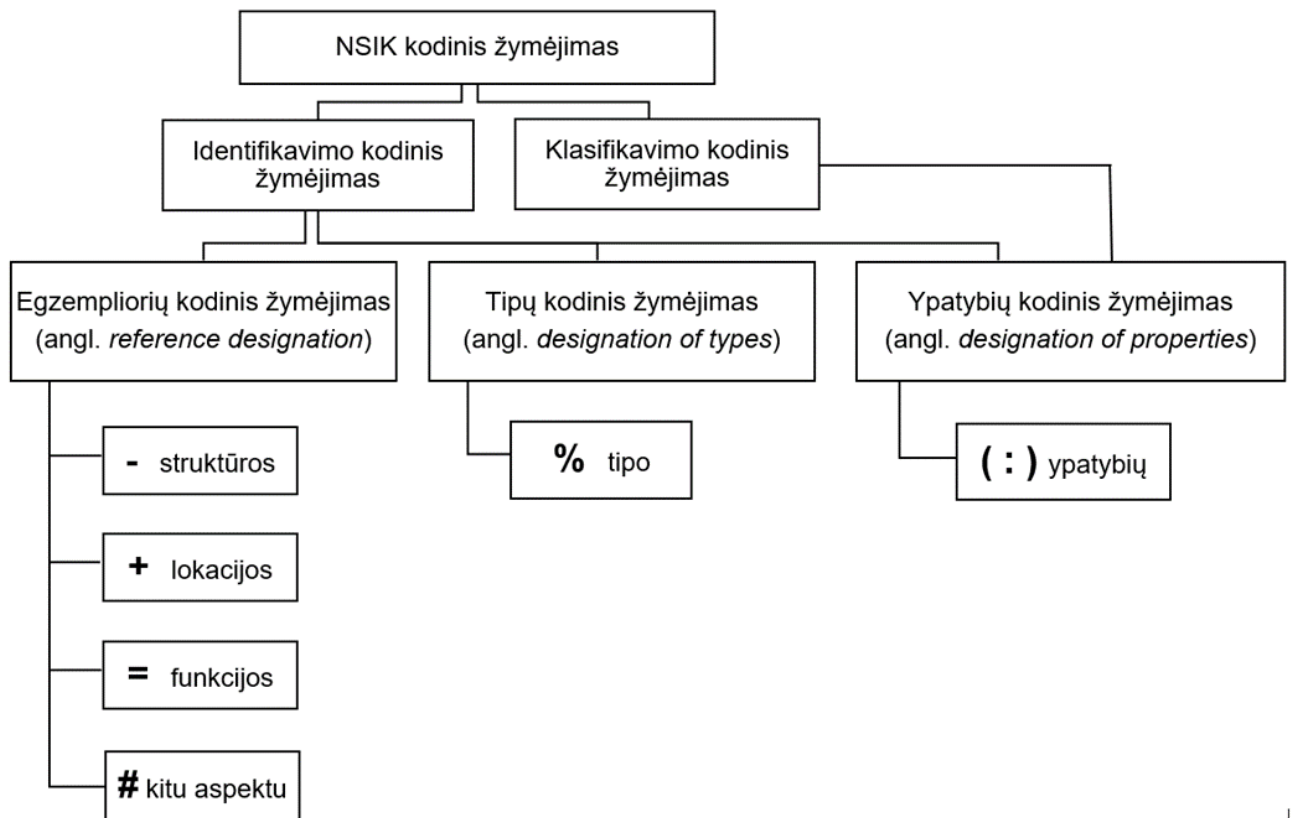 NSIK kodinis žymėjimas
Identifikavimo kodinis
žymėjimas
Klasifikavimo kodinis
žymėjimas
Egzempliorių kodinis žymėjimas
(angl. reference designation)
Tipų kodinis žymėjimas
(angl. designation of types)
Ypatybių kodinis žymėjimas
(angl. designation of properties)
- struktūros
+ lokacijos
= funkcijos
# kitu aspektu
% tipo
( : ) ypatybių